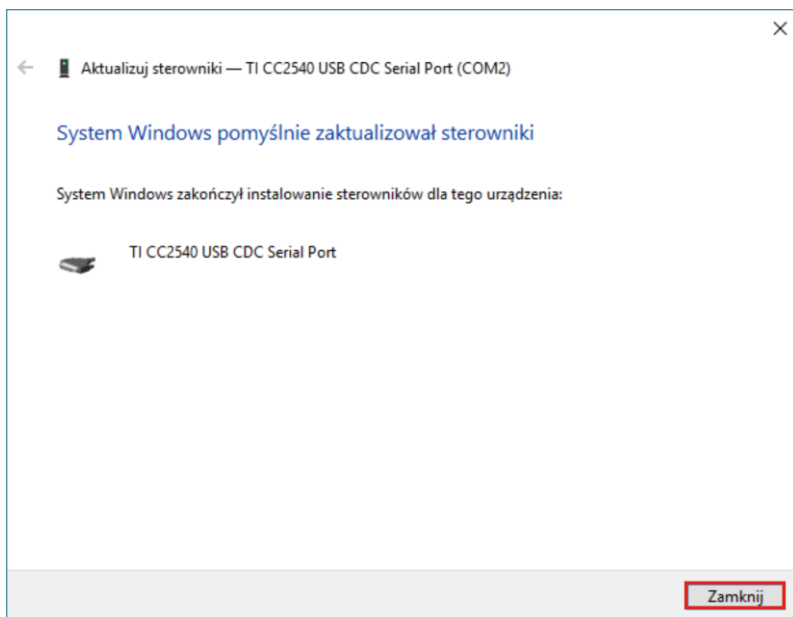 Aktualizuj sterowniki — TI CC2540 USB CDC Serial Port (COM2)
System Windows pomyślnie zaktualizował sterowniki
System Windows zakończył instalowanie sterowników dla tego urządzenia:
TI CC2540 USB CDC Serial Port
Zamknij